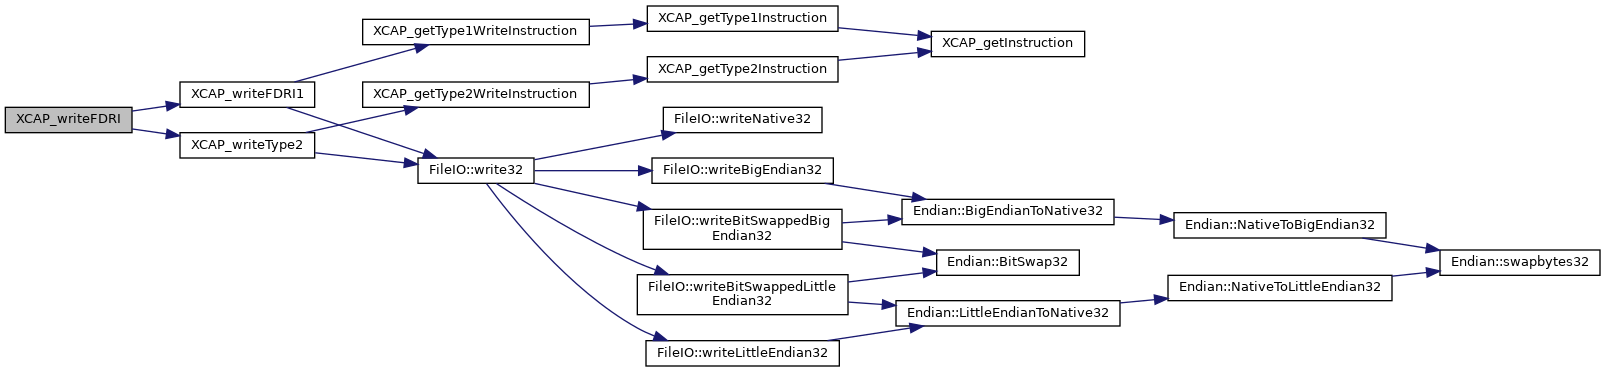 XCAP_writeFDRI
XCAP_writeFDRI1
XCAP_writeType2
XCAP_getType1WriteInstruction
XCAP_getType2WriteInstruction
FileIO::write32
XCAP_getType1Instruction
XCAP_getType2Instruction
FileIO::writeNative32
FileIO::writeBigEndian32
FileIO::writeBitSwappedBig
Endian32
FileIO::writeBitSwappedLittle
Endian32
FileIO::writeLittleEndian32
XCAP_getInstruction
Endian::BigEndianToNative32
Endian::BitSwap32
Endian::LittleEndianToNative32
Endian::NativeToBigEndian32
Endian::NativeToLittleEndian32
Endian::swapbytes32